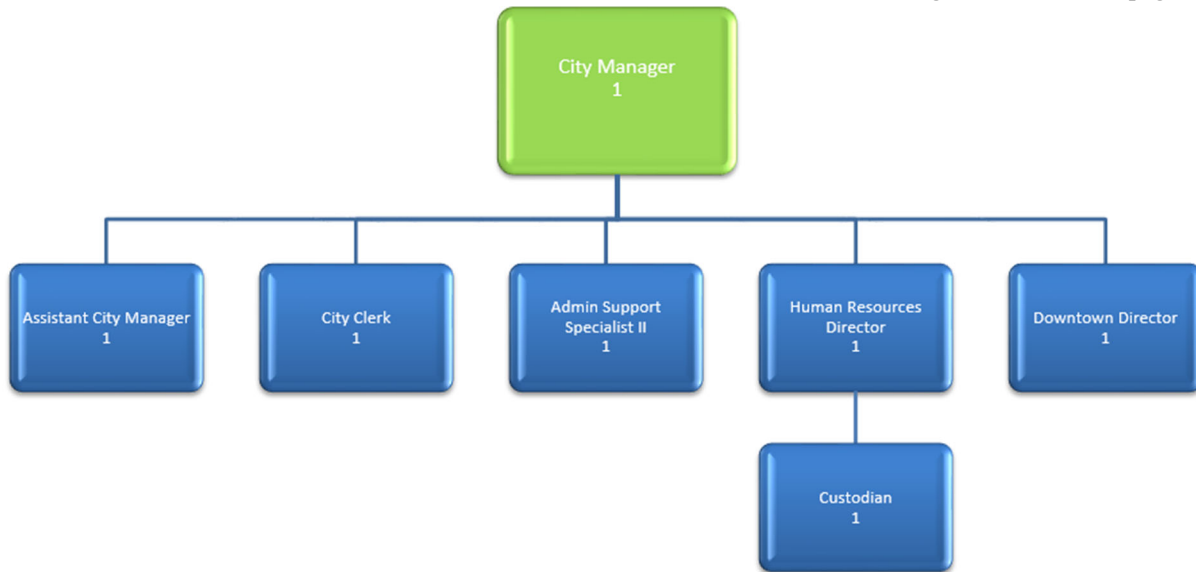 City Manager
1
Assistant City Manager
1
City Clerk
1
Admin Support
Specialist II
1
Human Resources
Director
1
Downtown Director
1
Custodian
1